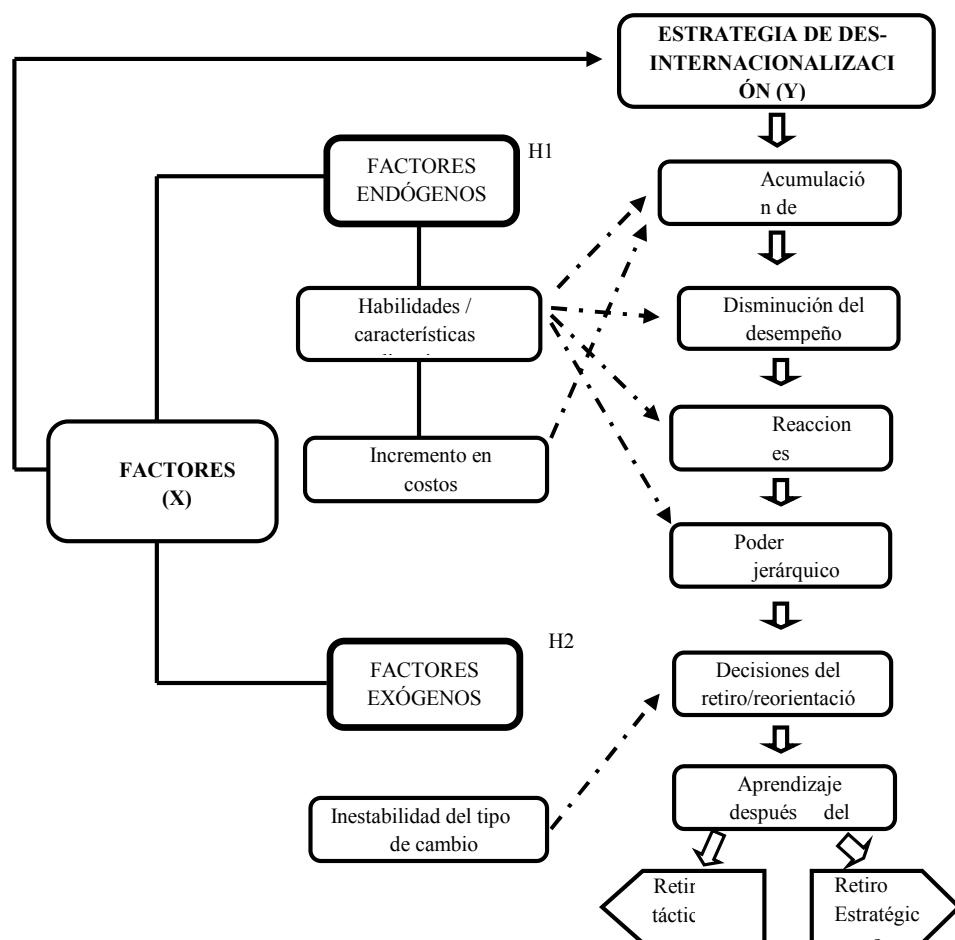 ESTRATEGIA DE DES-
INTERNACIONALIZACI
ÓN (Y)
H1
FACTORES
ENDÓGENOS
Acumulació
n de
Habilidades /
características
Disminución del
desempeño
Reaccion
es
Incremento en
costos
FACTORES
(X)
Poder
jerárquico
H2
FACTORES
EXÓGENOS
Decisiones del
retiro/reorientació
Inestabilidad del tipo
de cambio
Aprendizaje
después del
Retir
táctic
Retiro
Estratégic